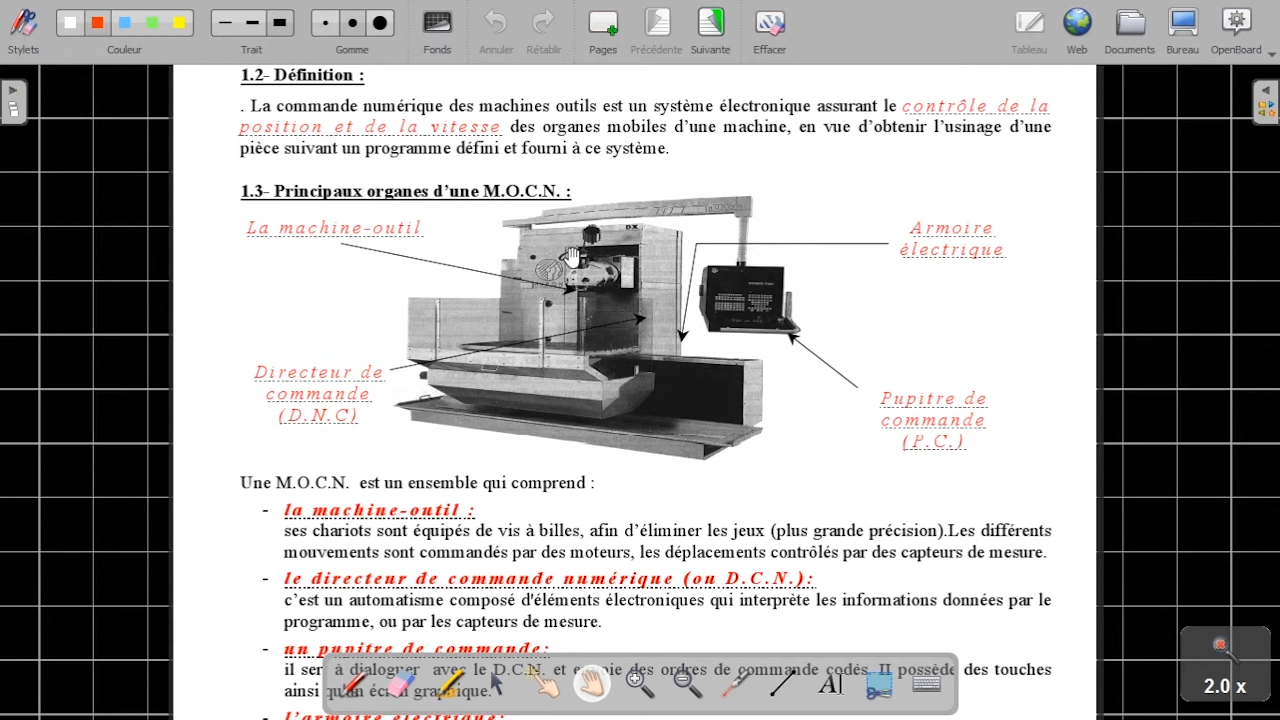 Stylets
Couleur
Trait
Gomme
Fonds
Annuler
Rétablir
Pages
Précédente
Suivante
Effacer
Tableau
Web
Documents
Bureau
OpenBoard
1.2- Définition :
. La commande numérique des machines outils est un système électronique assurant le contrôle de la
position et de la vitesse des organes mobiles d’une machine, en vue d’obtenir l’usinage d’une
pièce suivant un programme défini et fourni à ce système.
1.3- Principaux organes d’une M.O.C.N. :
La machine-outil
Armoire
électrique
DX
Directeur de
commande
(D.N.C)
Pupitre de
commande
(P.C.)
Une M.O.C.N. est un ensemble qui comprend :
- la machine-outil :
ses chariots sont équipés de vis à billes, afin d’éliminer les jeux (plus grande précision).Les différents
mouvements sont commandés par des moteurs, les déplacements contrôlés par des capteurs de mesure.
- le directeur de commande numérique (ou D.C.N.):
c’est un automatisme composé d'éléments électroniques qui interprète les informations données par le
programme, ou par les capteurs de mesure.
- un pupitre de commande:
il sert à dialoguer avec le D.C.N. et envoie des ordres de commande codés. Il possède des touches
ainsi qu'un écran graphique.
- l’armoire électrique:
2.0 x